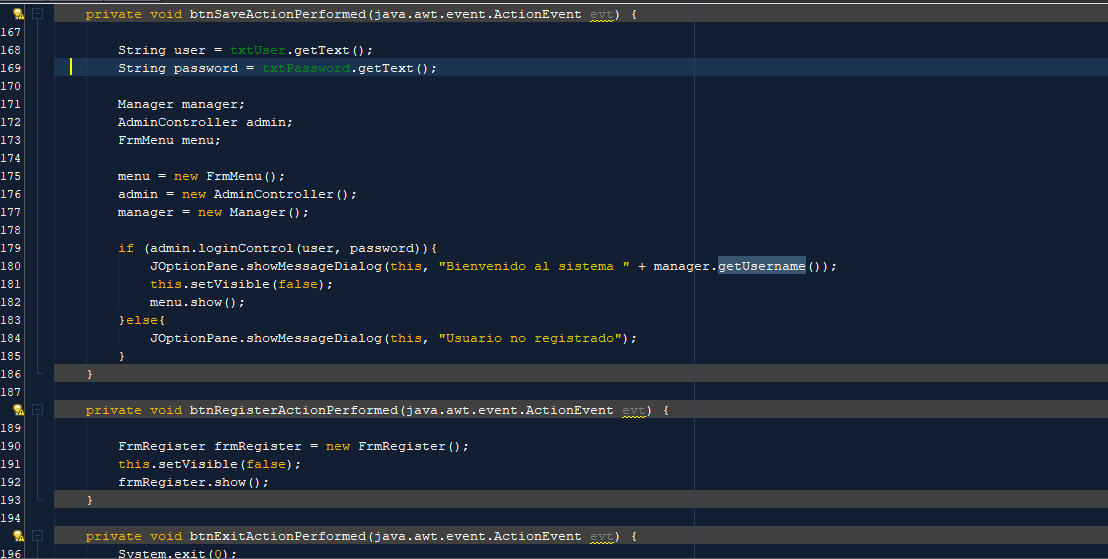 private void btnSaveActionPerformed(java.awt.event.ActionEvent evt) {
167
168 String user = txtUser.getText();
169 String password = txtPassword.getText();
170
171 Manager manager;
172 AdminController admin;
173 FrmMenu menu;
174
175 menu = new FrmMenu();
176 admin = new AdminController();
177 manager = new Manager();
178
179 if (admin.loginControl(user, password)){
180 JOptionPane.showMessageDialog(this, "Bienvenido al sistema " + manager.getUsername());
181 this.setVisible(false);
182 menu.show();
183 }else{
184 JOptionPane.showMessageDialog(this, "Usuario no registrado");
185 }
186 }
187
private void btnRegisterActionPerformed(java.awt.event.ActionEvent evt) {
189
190 FrmRegister frmRegister = new FrmRegister();
191 this.setVisible(false);
192 frmRegister.show();
193 }
194
private void btnExitActionPerformed(java.awt.event.ActionEvent evt) {
196 System.exit(0);